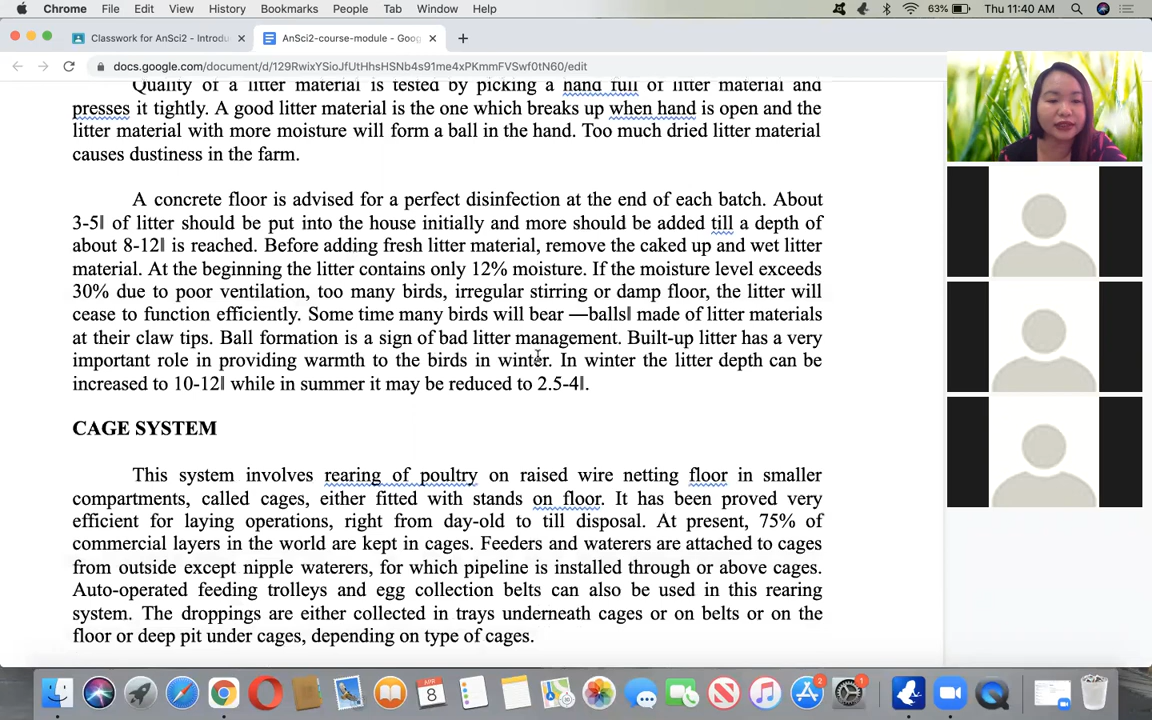 Chrome File Edit View History Bookmarks People Tab Window Help 63% Thu 11:40 AM
Classwork for AnSci2 - Introdu × AnSci2-course-module - Goog × +
docs.google.com/document/d/129RwixYSioJfUtHhsHSNb4s91me4xPKmmFVSwf0tN60/edit
Quality of a litter material is tested by picking a hand full of litter material and
presses it tightly. A good litter material is the one which breaks up when hand is open and the
litter material with more moisture will form a ball in the hand. Too much dried litter material
causes dustiness in the farm.
A concrete floor is advised for a perfect disinfection at the end of each batch. About
3-5‖ of litter should be put into the house initially and more should be added till a depth of
about 8-12‖ is reached. Before adding fresh litter material, remove the caked up and wet litter
material. At the beginning the litter contains only 12% moisture. If the moisture level exceeds
30% due to poor ventilation, too many birds, irregular stirring or damp floor, the litter will
cease to function efficiently. Some time many birds will bear ―balls‖ made of litter materials
at their claw tips. Ball formation is a sign of bad litter management. Built-up litter has a very
important role in providing warmth to the birds in winter. In winter the litter depth can be
increased to 10-12‖ while in summer it may be reduced to 2.5-4‖.
CAGE SYSTEM
This system involves rearing of poultry on raised wire netting floor in smaller
compartments, called cages, either fitted with stands on floor. It has been proved very
efficient for laying operations, right from day-old to till disposal. At present, 75% of
commercial layers in the world are kept in cages. Feeders and waterers are attached to cages
from outside except nipple waterers, for which pipeline is installed through or above cages.
Auto-operated feeding trolleys and egg collection belts can also be used in this rearing
system. The droppings are either collected in trays underneath cages or on belts or on the
floor or deep pit under cages, depending on type of cages.
APR
8
2
1